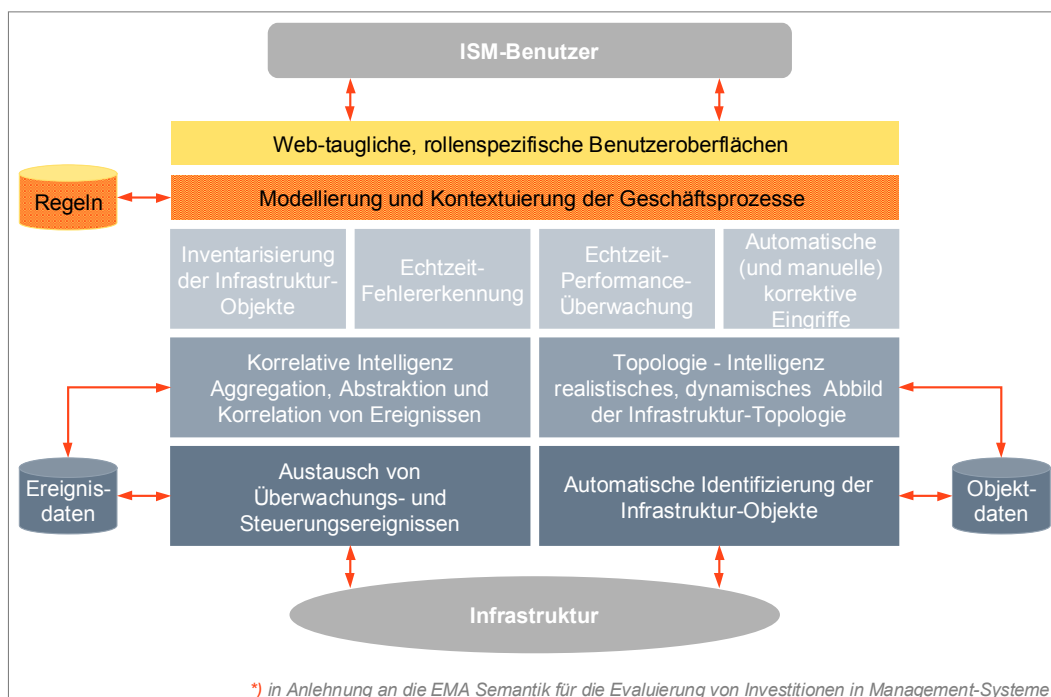 ISM-Benutzer
Web-taugliche, rollenspezifische Benutzeroberflächen
Regeln
Modellierung und Kontextuierung der Geschäftsprozesse
Inventarisierung
der Infrastruktur-
Objekte
Echtzeit-
Fehlererkennung
Echtzeit-
Performance-
Überwachung
Automatische
(und manuelle)
korrektive
Eingriffe
Korrelative Intelligenz
Aggregation, Abstraktion und
Korrelation von Ereignissen
Topologie - Intelligenz
realistisches, dynamisches Abbild
der Infrastruktur-Topologie
Ereignis-
daten
Austausch von
Überwachungs- und
Steuerungsereignissen
Automatische Identifizierung der
Infrastruktur-Objekte
Objekt-
daten
Infrastruktur
*) in Anlehnung an die EMA Semantik für die Evaluierung von Investitionen in Management-Systeme